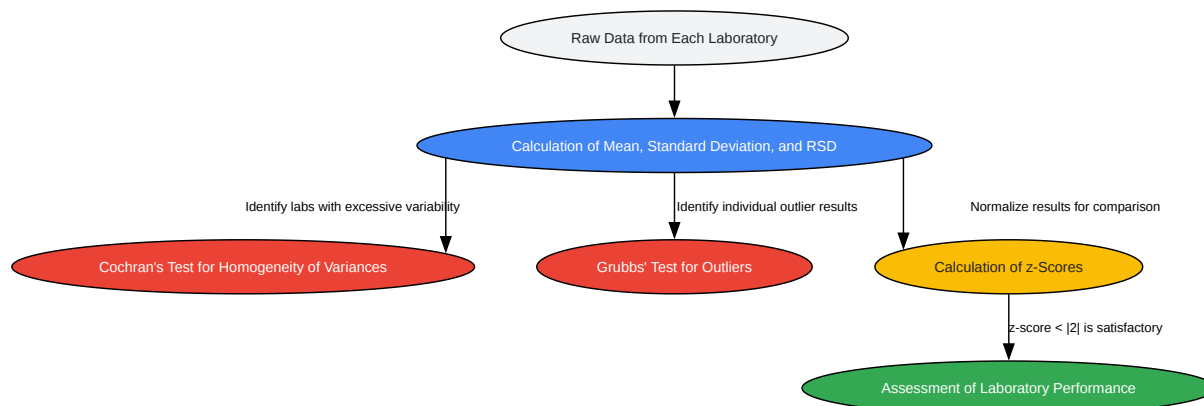 Raw Data from Each Laboratory
Calculation of Mean, Standard Deviation, and RSD
Identify labs with excessive variability
Identify individual outlier results
Normalize results for comparison
Cochran's Test for Homogeneity of Variances
Grubbs' Test for Outliers
Calculation of z-Scores
z-score < |2| is satisfactory
Assessment of Laboratory Performance